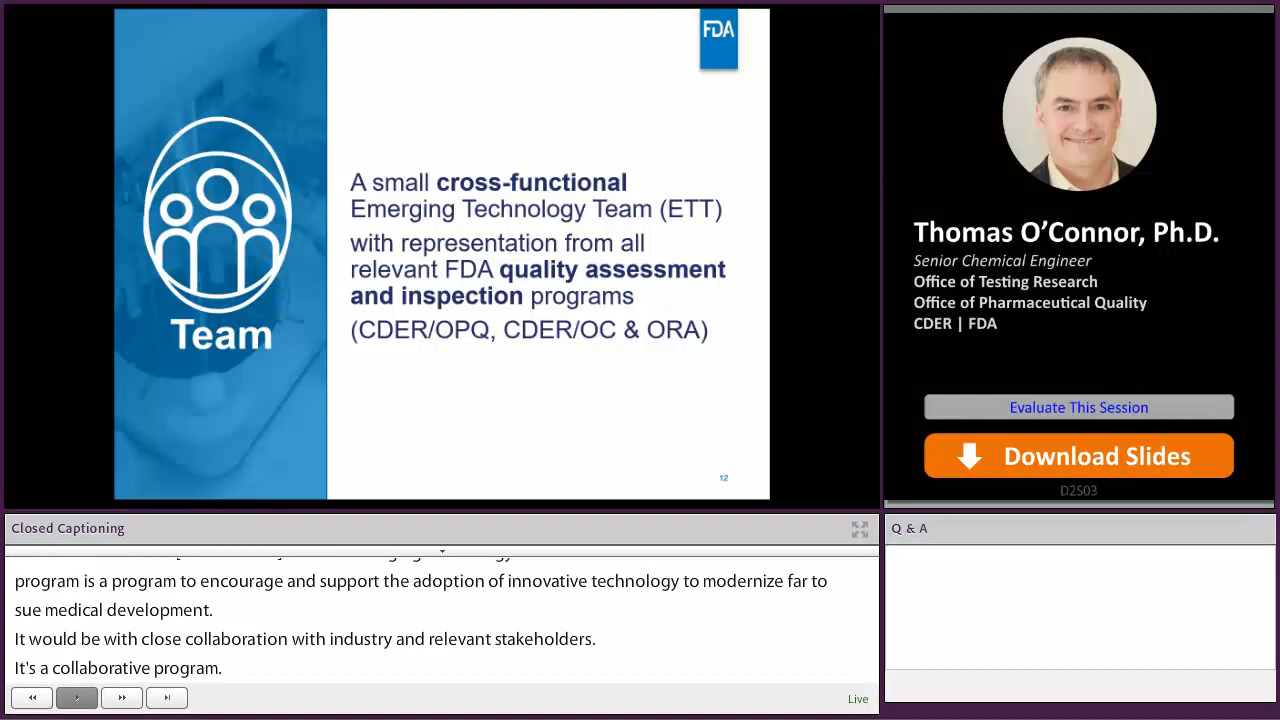 FDA
A small cross-functional
Emerging Technology Team (ETT)
with representation from all
relevant FDA quality assessment
and inspection programs
(CDER/OPQ, CDER/OC & ORA)
Team
12
Thomas O’Connor, Ph.D.
Senior Chemical Engineer
Office of Testing Research
Office of Pharmaceutical Quality
CDER | FDA
Evaluate This Session
Download Slides
D2S03
Closed Captioning
program is a program to encourage and support the adoption of innovative technology to modernize far to
sue medical development.
It would be with close collaboration with industry and relevant stakeholders.
It's a collaborative program.
Live
Q & A